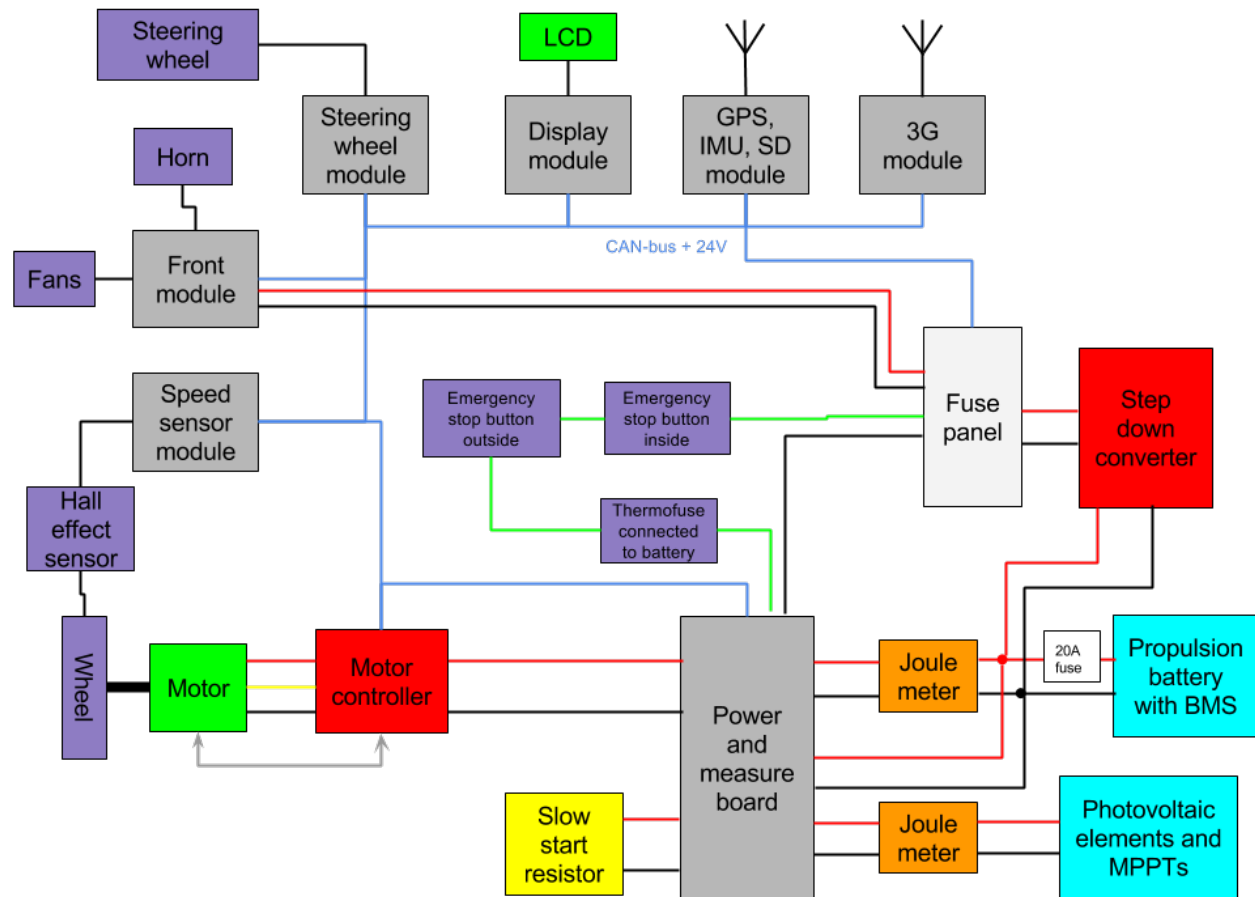 Steering
wheel
LCD
Steering
wheel
module
Display
module
GPS,
IMU, SD
module
3G
module
Horn
CAN-bus + 24V
Fans
Front
module
Speed
sensor
module
Emergency
stop button
outside
Emergency
stop button
inside
Fuse
panel
Step
down
converter
Hall
effect
sensor
Thermofuse
connected
to battery
Wheel
Motor
Motor
controller
Power
and
measure
board
Joule
meter
20A
fuse
Propulsion
battery
with BMS
Slow
start
resistor
Joule
meter
Photovoltaic
elements and
MPPTs